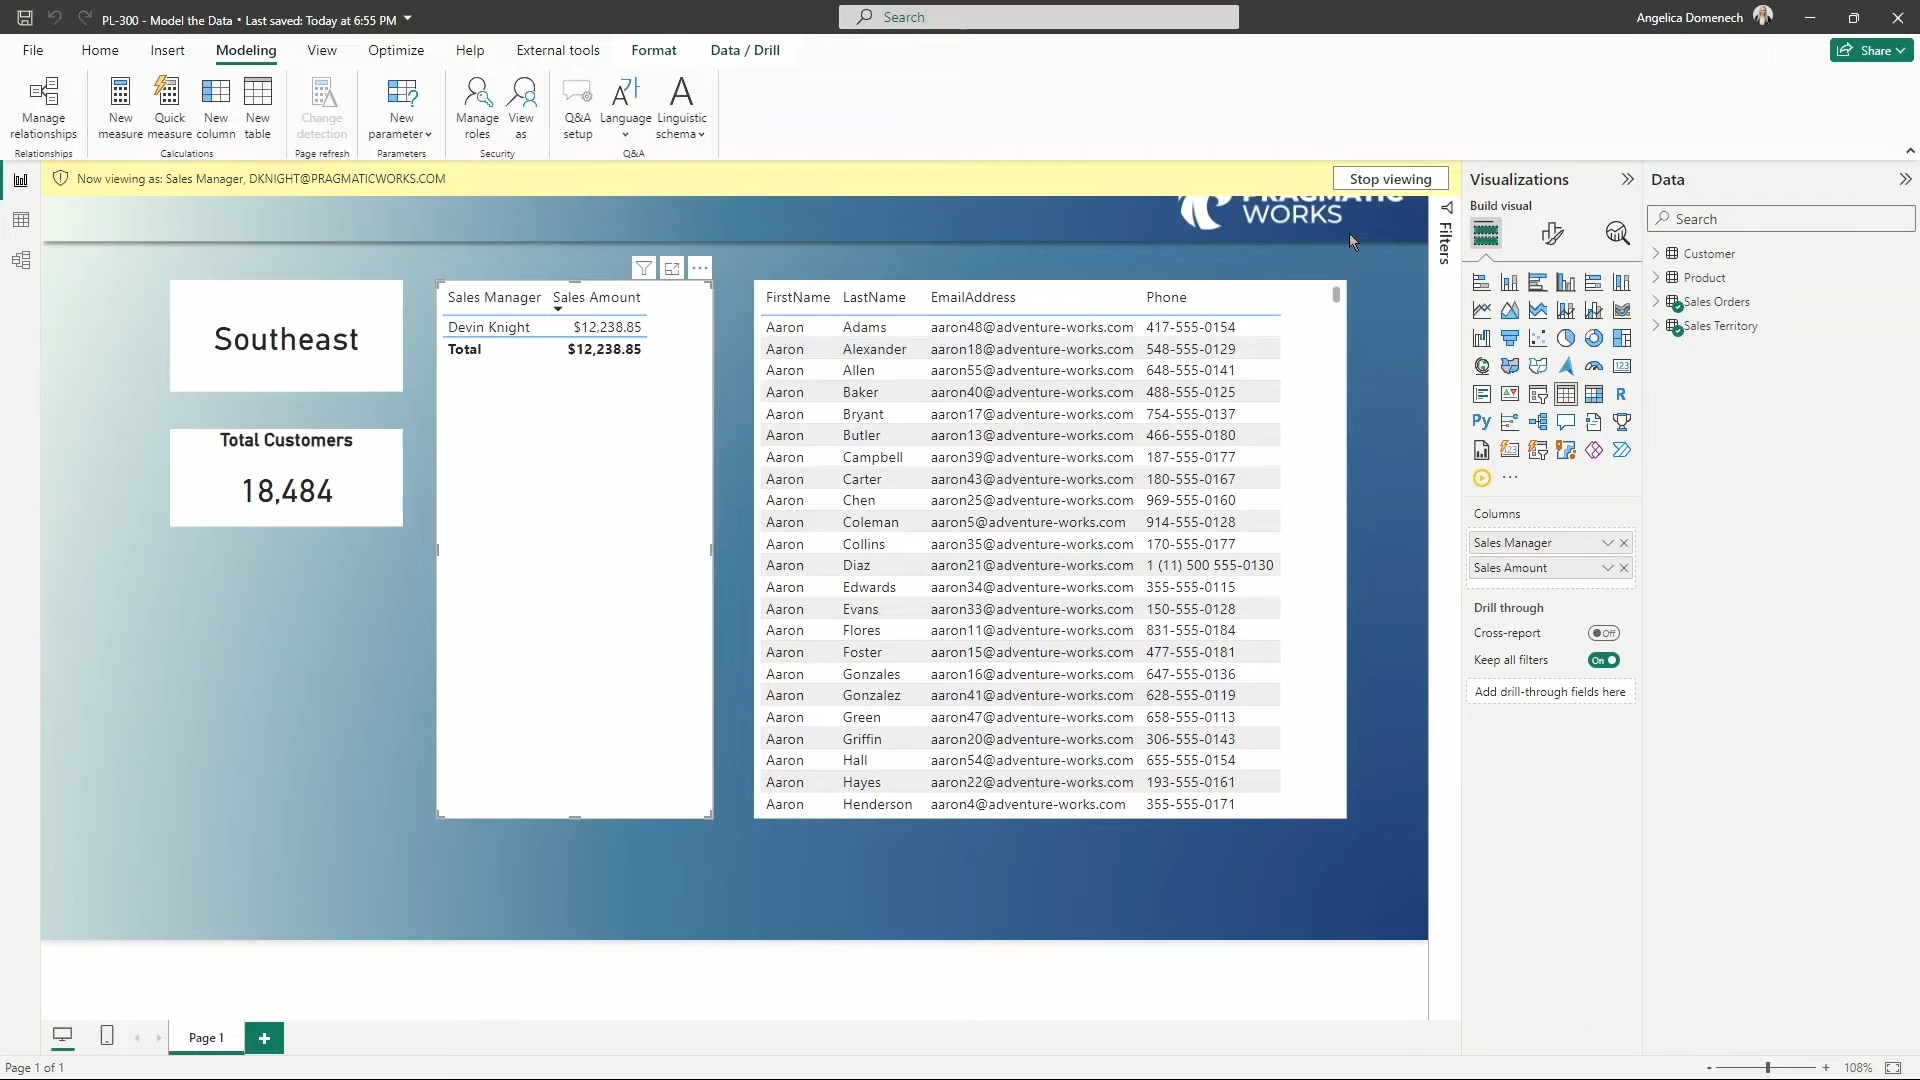 PL-300 - Model the Data • Last saved: Today at 6:55 PM
Search
Angelica Domenech
File
Home
Insert
Modeling
View
Optimize
Help
External tools
Format
Data / Drill
Share
Manage relationships
New measure
Quick measure
New column
New table
Change detection
New parameter
Manage roles
View as
Q&A setup
Language
Linguistic schema
Relationships
Calculations
Page refresh
Parameters
Security
Q&A
Now viewing as: Sales Manager, DKNIGHT@PRAGMATICWORKS.COM
Stop viewing
PRAGMATIC
WORKS
Filters
Southeast
Total Customers
18,484
Sales Manager Sales Amount
Devin Knight $12,238.85
Total $12,238.85
FirstName LastName EmailAddress Phone
Aaron Adams aaron48@adventure-works.com 417-555-0154
Aaron Alexander aaron18@adventure-works.com 548-555-0129
Aaron Allen aaron55@adventure-works.com 648-555-0141
Aaron Baker aaron40@adventure-works.com 488-555-0125
Aaron Bryant aaron17@adventure-works.com 754-555-0137
Aaron Butler aaron13@adventure-works.com 466-555-0180
Aaron Campbell aaron39@adventure-works.com 187-555-0177
Aaron Carter aaron43@adventure-works.com 180-555-0167
Aaron Chen aaron25@adventure-works.com 969-555-0160
Aaron Coleman aaron5@adventure-works.com 914-555-0128
Aaron Collins aaron35@adventure-works.com 170-555-0177
Aaron Diaz aaron21@adventure-works.com 1 (11) 500 555-0130
Aaron Edwards aaron34@adventure-works.com 355-555-0115
Aaron Evans aaron33@adventure-works.com 150-555-0128
Aaron Flores aaron11@adventure-works.com 831-555-0184
Aaron Foster aaron15@adventure-works.com 477-555-0181
Aaron Gonzales aaron16@adventure-works.com 647-555-0136
Aaron Gonzalez aaron41@adventure-works.com 628-555-0119
Aaron Green aaron47@adventure-works.com 658-555-0113
Aaron Griffin aaron20@adventure-works.com 306-555-0143
Aaron Hall aaron54@adventure-works.com 655-555-0154
Aaron Hayes aaron22@adventure-works.com 193-555-0161
Aaron Henderson aaron4@adventure-works.com 355-555-0171
Visualizations
Build visual
123
R
Py
123
Columns
Sales Manager
Sales Amount
Drill through
Cross-report Off
Keep all filters On
Add drill-through fields here
Data
Search
Customer
Product
Sales Orders
Sales Territory
Page 1
Page 1 of 1
- + 108%